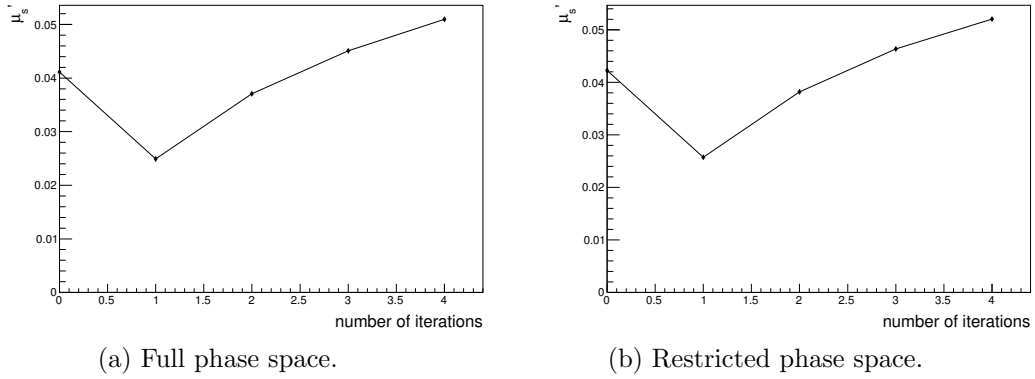 μs'
0.05
0.04
0.03
0.02
0.01
0
0 0.5 1 1.5 2 2.5 3 3.5 4
number of iterations
(a) Full phase space.
μs'
0.05
0.04
0.03
0.02
0.01
0
0 0.5 1 1.5 2 2.5 3 3.5 4
number of iterations
(b) Restricted phase space.